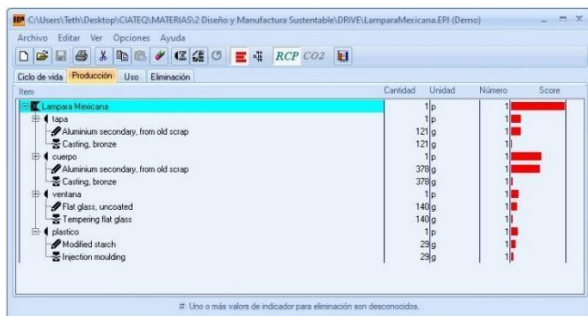 C:\Users\Teth\Desktop\CIATEQ\MATERIAS\2 Diseño y Manufactura Sustentable\DRIVE\LamparaMexicana.EPJ (Demo)
Archivo Editar Ver Opciones Ayuda
RCP CO2
Ciclo de vida Producción Uso Eliminación
Item Cantidad Unidad Número Score
Lampara Mexicana 1 p 1
tapa 1 p 1
Aluminium secondary, from old scrap 121 g 1
Casting, bronze 121 g 1
cuerpo 1 p 1
Aluminium secondary, from old scrap 378 g 1
Casting, bronze 378 g 1
ventana 1 p 1
Flat glass, uncoated 140 g 1
Tempering flat glass 140 g 1
plastico 1 p 1
Modified starch 29 g 1
Injection moulding 29 g 1
#: Uno o más valors de indicador para eliminación son desconocidos.